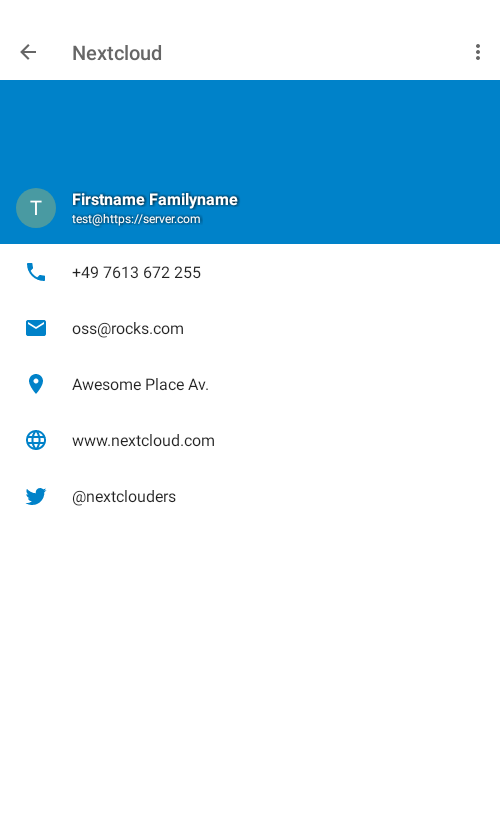 Nextcloud
T
Firstname Familyname
test@https://server.com
+49 7613 672 255
oss@rocks.com
Awesome Place Av.
www.nextcloud.com
@nextclouders